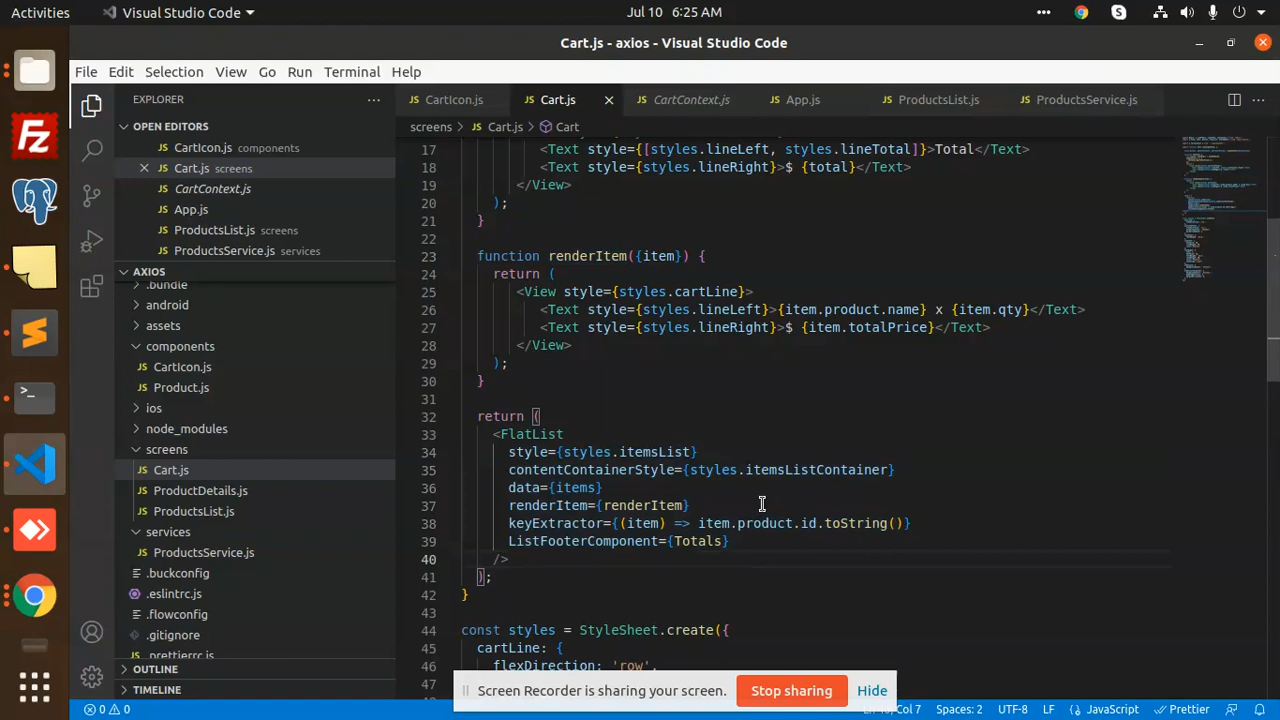 Activities
Visual Studio Code
Jul 10 6:25 AM
Cart.js - axios - Visual Studio Code
File Edit Selection View Go Run Terminal Help
EXPLORER
OPEN EDITORS
CartIcon.js components
Cart.js screens
CartContext.js
App.js
ProductsList.js screens
ProductsService.js services
AXIOS
.bundle
android
assets
components
CartIcon.js
Product.js
ios
node_modules
screens
Cart.js
ProductDetails.js
ProductsList.js
services
ProductsService.js
.buckconfig
.eslintrc.js
.flowconfig
.gitignore
.prettierrc.js
OUTLINE
TIMELINE
CartIcon.js Cart.js CartContext.js App.js ProductsList.js ProductsService.js
screens > Cart.js > Cart
17 <Text style={[styles.lineLeft, styles.lineTotal]}>Total</Text>
18 <Text style={styles.lineRight}>$ {total}</Text>
19 </View>
20 );
21 }
22
23 function renderItem({item}) {
24 return (
25 <View style={styles.cartLine}>
26 <Text style={styles.lineLeft}>{item.product.name} x {item.qty}</Text>
27 <Text style={styles.lineRight}>$ {item.totalPrice}</Text>
28 </View>
29 );
30 }
31
32 return (
33 <FlatList
34 style={styles.itemsList}
35 contentContainerStyle={styles.itemsListContainer}
36 data={items}
37 renderItem={renderItem}
38 keyExtractor={(item) => item.product.id.toString()}
39 ListFooterComponent={Totals}
40 />
41 );
42 }
43
44 const styles = StyleSheet.create({
45 cartLine: {
46 flexDirection: 'row',
47
Screen Recorder is sharing your screen. Stop sharing Hide
0 0
Spaces: 2 UTF-8 LF JavaScript Prettier